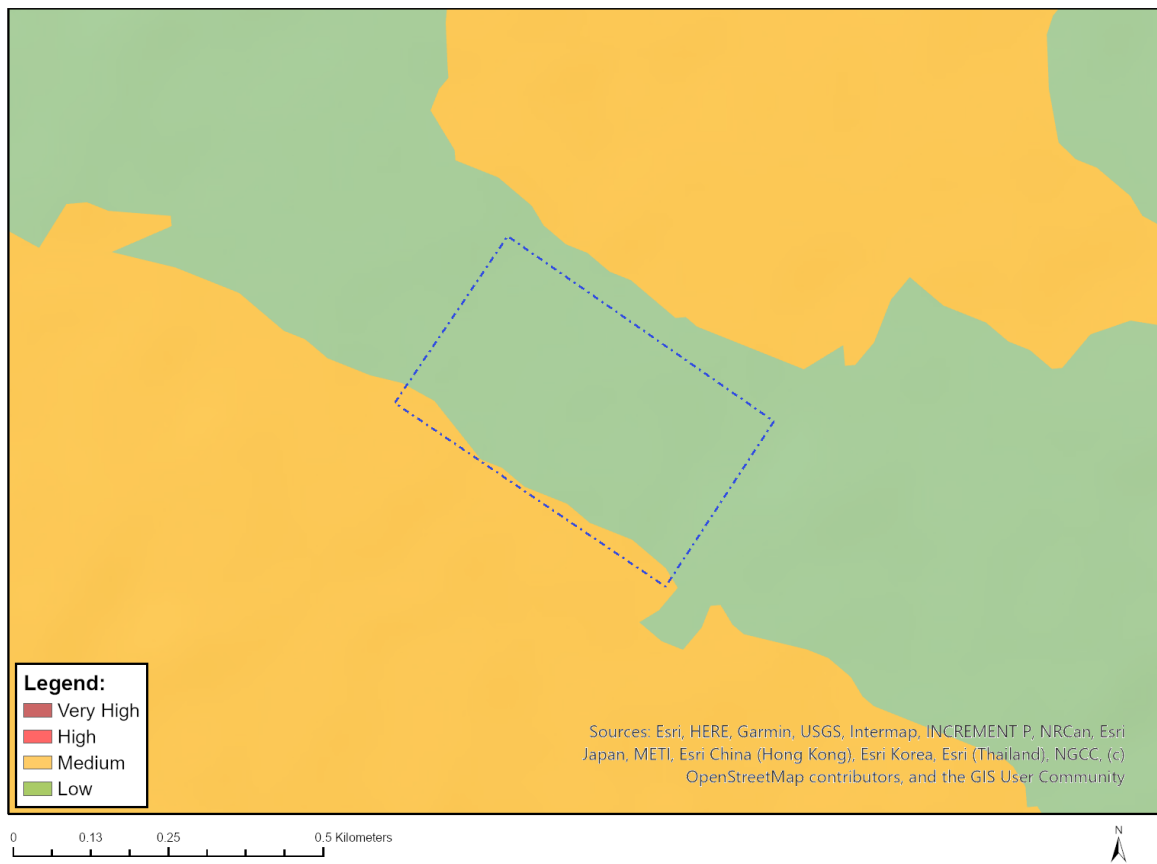 Legend:
Very High
High
Medium
Low
Sources: Esri, HERE, Garmin, USGS, Intermap, INCREMENT P, NRCan, Esri
Japan, METI, Esri China (Hong Kong), Esri Korea, Esri (Thailand), NGCC, (c)
OpenStreetMap contributors, and the GIS User Community
0 0.13 0.25 0.5 Kilometers
N